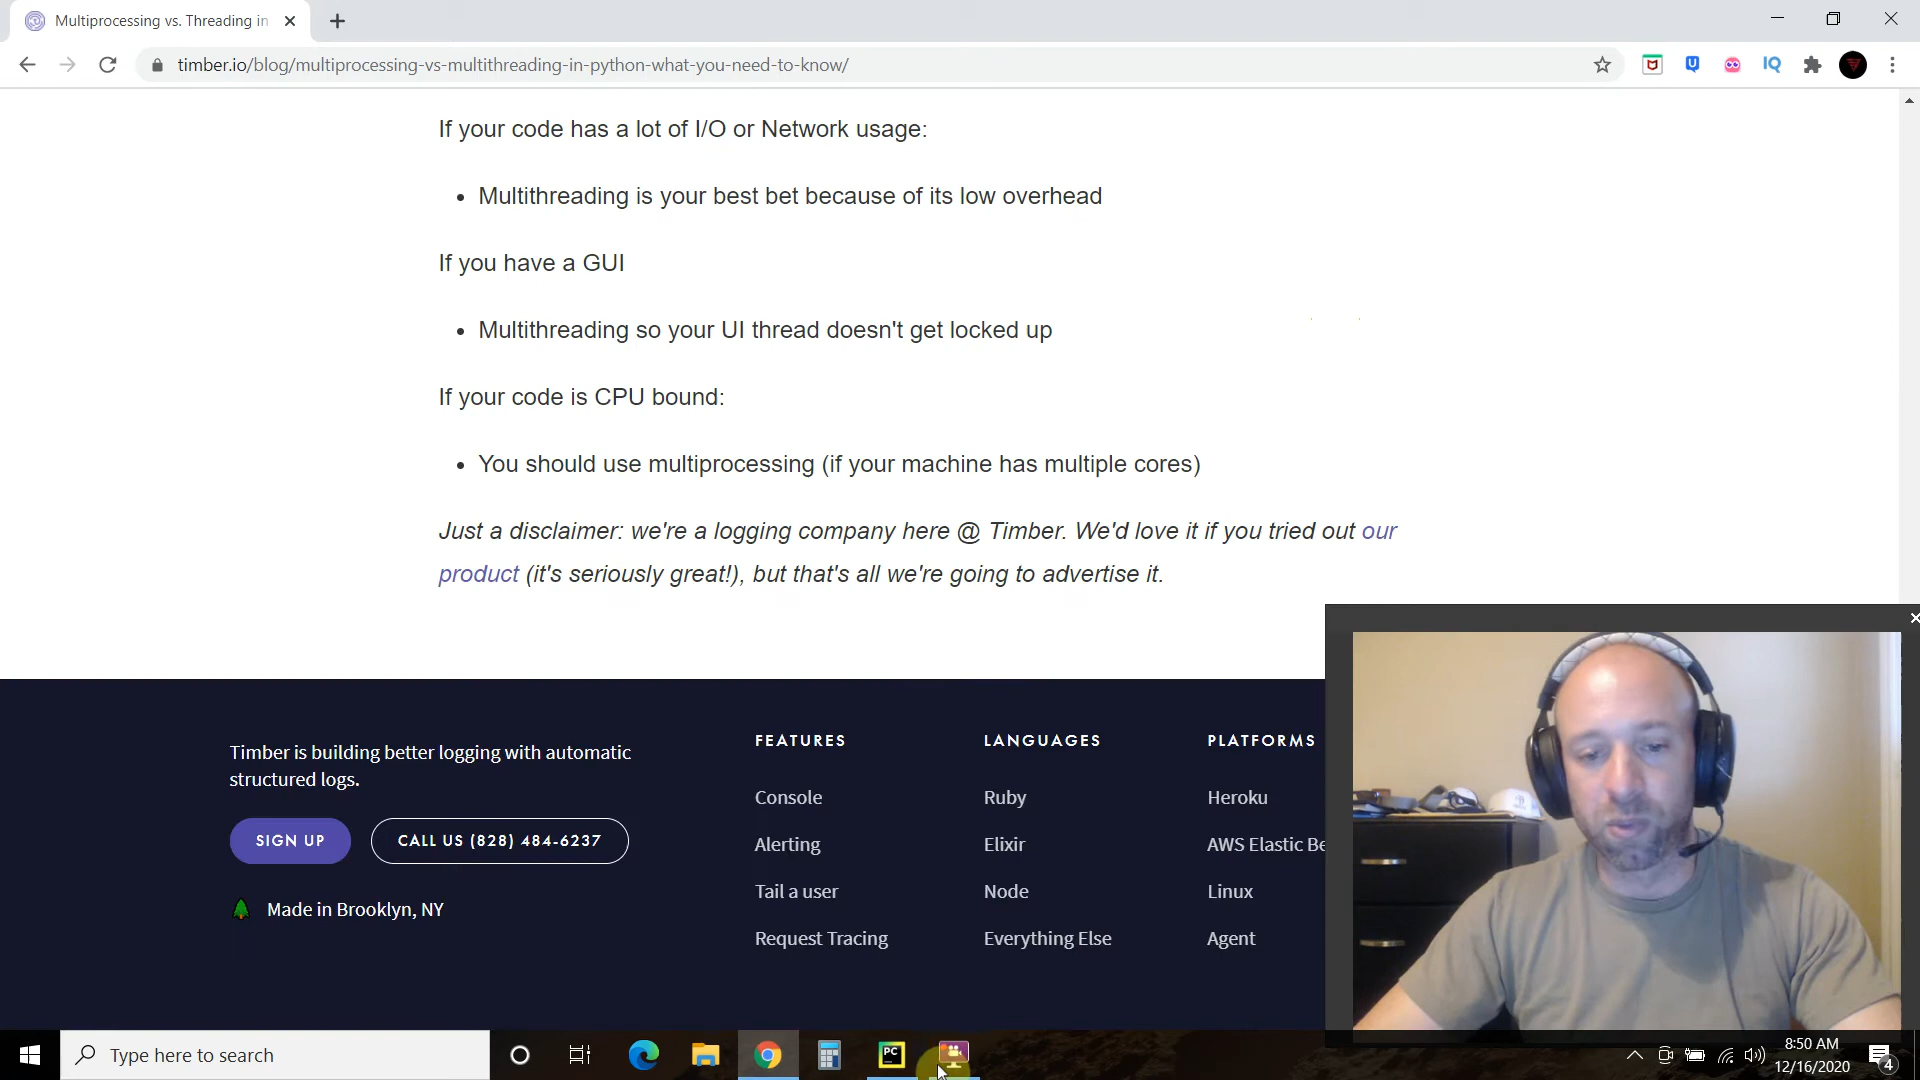 Multiprocessing vs. Threading in
timber.io/blog/multiprocessing-vs-multithreading-in-python-what-you-need-to-know/
IQ
If your code has a lot of I/O or Network usage:
• Multithreading is your best bet because of its low overhead
If you have a GUI
• Multithreading so your UI thread doesn't get locked up
If your code is CPU bound:
• You should use multiprocessing (if your machine has multiple cores)
Just a disclaimer: we're a logging company here @ Timber. We'd love it if you tried out our
product (it's seriously great!), but that's all we're going to advertise it.
Timber is building better logging with automatic
structured logs.
SIGN UP
CALL US (828) 484-6237
Made in Brooklyn, NY
FEATURES
Console
Alerting
Tail a user
Request Tracing
LANGUAGES
Ruby
Elixir
Node
Everything Else
PLATFORMS
Heroku
AWS Elastic Be
Linux
Agent
Type here to search
PC
8:50 AM
12/16/2020
4